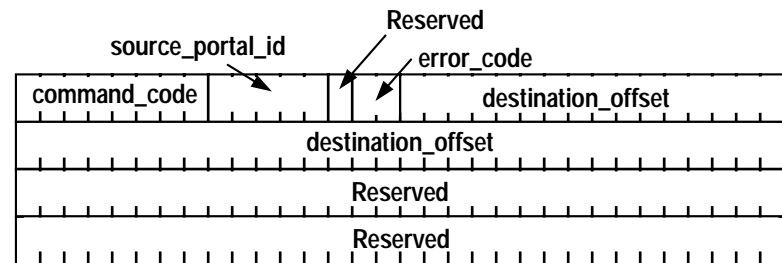 Reserved
source_portal_id
error_code
command_code destination_offset
destination_offset
Reserved
Reserved